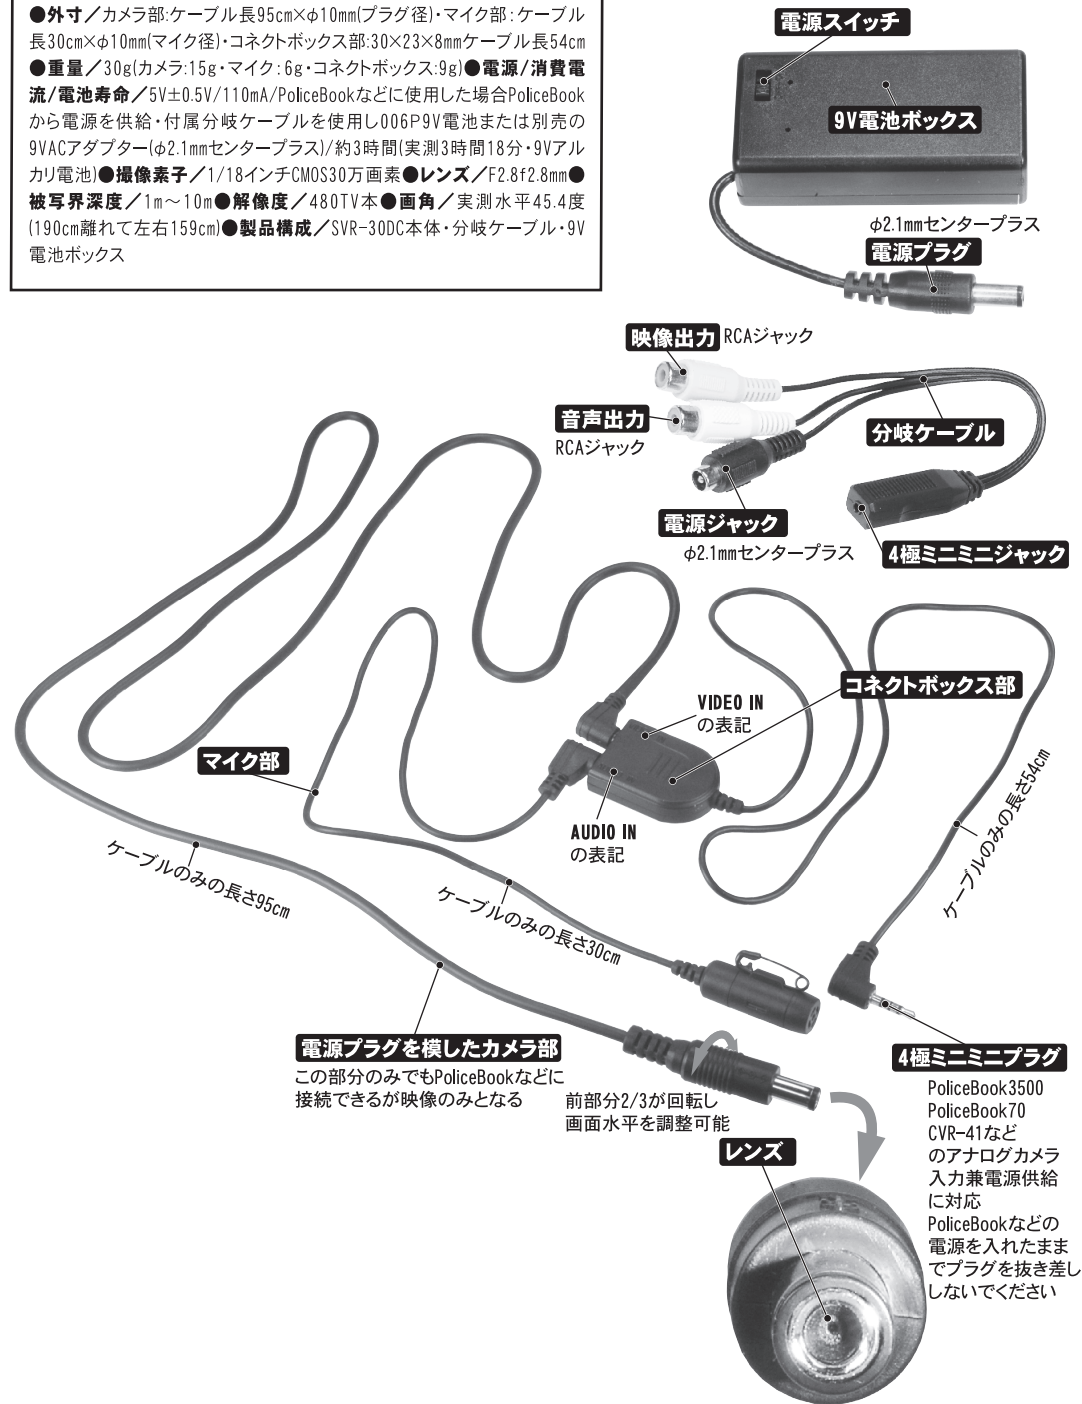 ●外寸／カメラ部:ケーブル長95cm×φ10mm(プラグ径)・マイク部:ケーブル
長30cm×φ10mm(マイク径)・コネクトボックス部:30×23×8mmケーブル長54cm
●重量／30g(カメラ:15g・マイク:6g・コネクトボックス:9g)●電源/消費電
流/電池寿命／5V±0.5V/110mA/PoliceBookなどに使用した場合PoliceBook
から電源を供給・付属分岐ケーブルを使用し006P9V電池または別売の
9VACアダプター(φ2.1mmセンタープラス)/約3時間(実測3時間18分・9Vアル
カリ電池)●撮像素子／1/18インチCMOS30万画素●レンズ／F2.8f2.8mm●
被写界深度／1m～10m●解像度／480TV本●画角／実測水平45.4度
(190cm離れて左右159cm)●製品構成／SVR-30DC本体・分岐ケーブル・9V
電池ボックス
電源スイッチ
9V電池ボックス
φ2.1mmセンタープラス
電源プラグ
映像出力 RCAジャック
音声出力
RCAジャック
分岐ケーブル
電源ジャック
φ2.1mmセンタープラス
4極ミニミニジャック
コネクトボックス部
VIDEO IN
の表記
マイク部
AUDIO IN
の表記
ケーブルのみの長さ95cm
ケーブルのみの長さ30cm
ケーブルのみの長さ54cm
電源プラグを模したカメラ部
この部分のみでもPoliceBookなどに
接続できるが映像のみとなる
前部分2/3が回転し
画面水平を調整可能
レンズ
4極ミニミニプラグ
PoliceBook3500
PoliceBook70
CVR-41など
のアナログカメラ
入力兼電源供給
に対応
PoliceBookなどの
電源を入れたまま
でプラグを抜き差し
しないでください